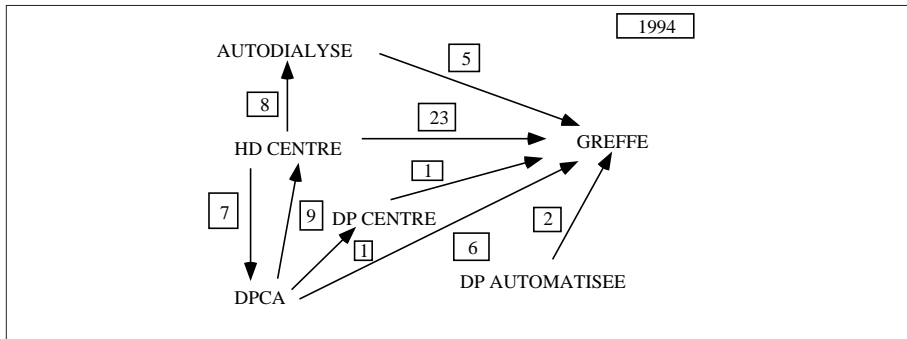 1994
AUTODIALYSE
5
8
23
HD CENTRE
GREFFE
1
7
9
DP CENTRE
1
6
2
DPCA
DP AUTOMATISEE